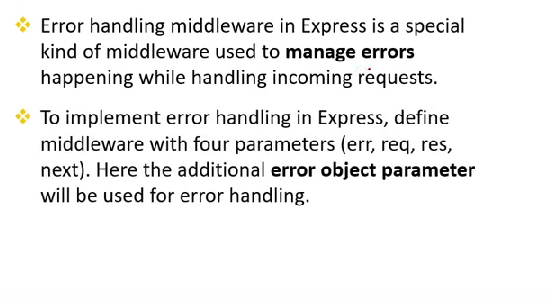 Error handling middleware in Express is a special
kind of middleware used to manage errors
happening while handling incoming requests.
To implement error handling in Express, define
middleware with four parameters (err, req, res,
next). Here the additional error object parameter
will be used for error handling.